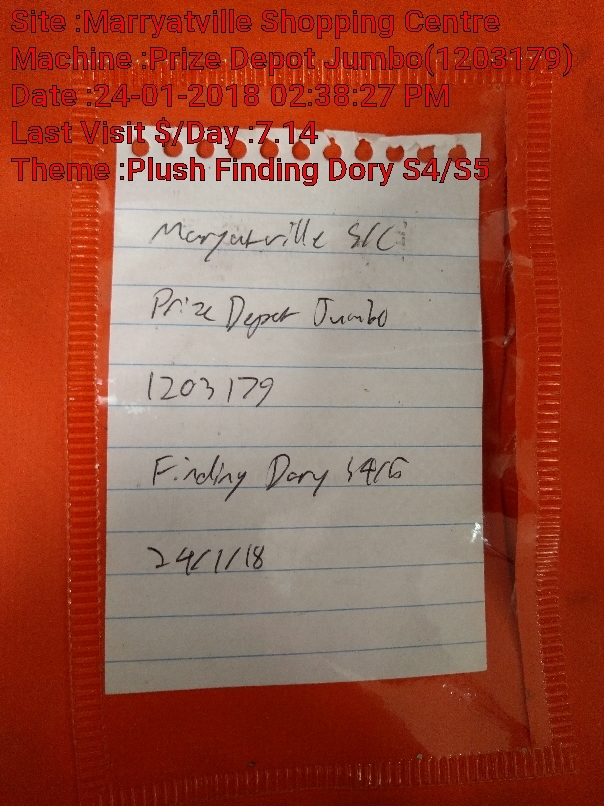 Site :Marryatville Shopping Centre
Machine :Prize Depot Jumbo(1203179)
Date :24-01-2018 02:38:27 PM
Last Visit $/Day :7.14
Theme :Plush Finding Dory S4/S5
Marryatville S/C
Prize Depot Jumbo
1203179
Finding Dory S4/S5
24/1/18